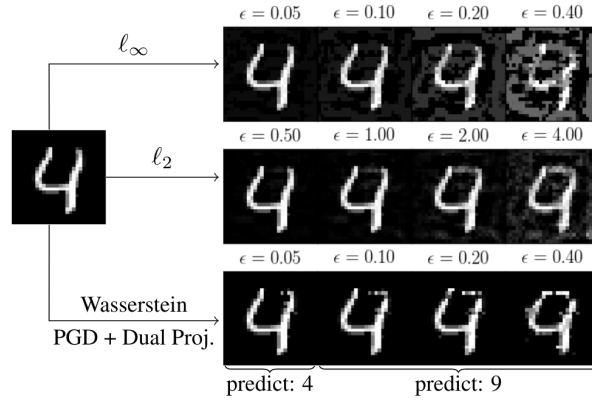 ϵ = 0.05 ϵ = 0.10 ϵ = 0.20 ϵ = 0.40
ℓ∞
ϵ = 0.50 ϵ = 1.00 ϵ = 2.00 ϵ = 4.00
ℓ2
ϵ = 0.05 ϵ = 0.10 ϵ = 0.20 ϵ = 0.40
Wasserstein
PGD + Dual Proj.
predict: 4 predict: 9